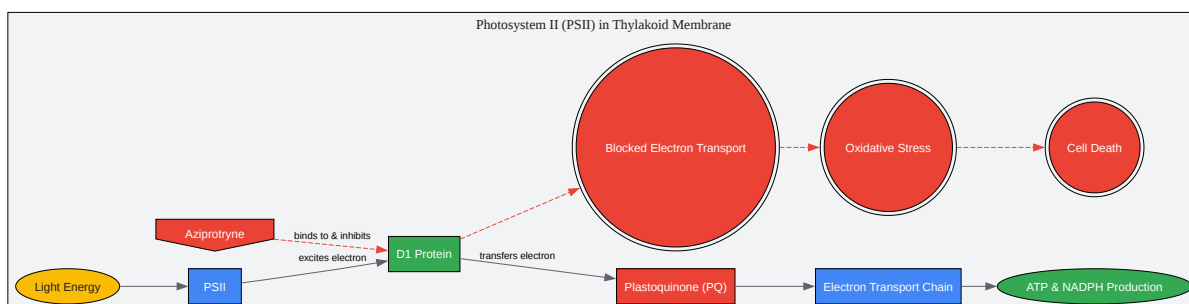 Photosystem II (PSII) in Thylakoid Membrane
Blocked Electron Transport
Oxidative Stress
Cell Death
Aziprotryne
binds to & inhibits
D1 Protein
excites electron
transfers electron
Light Energy
PSII
Plastoquinone (PQ)
Electron Transport Chain
ATP & NADPH Production